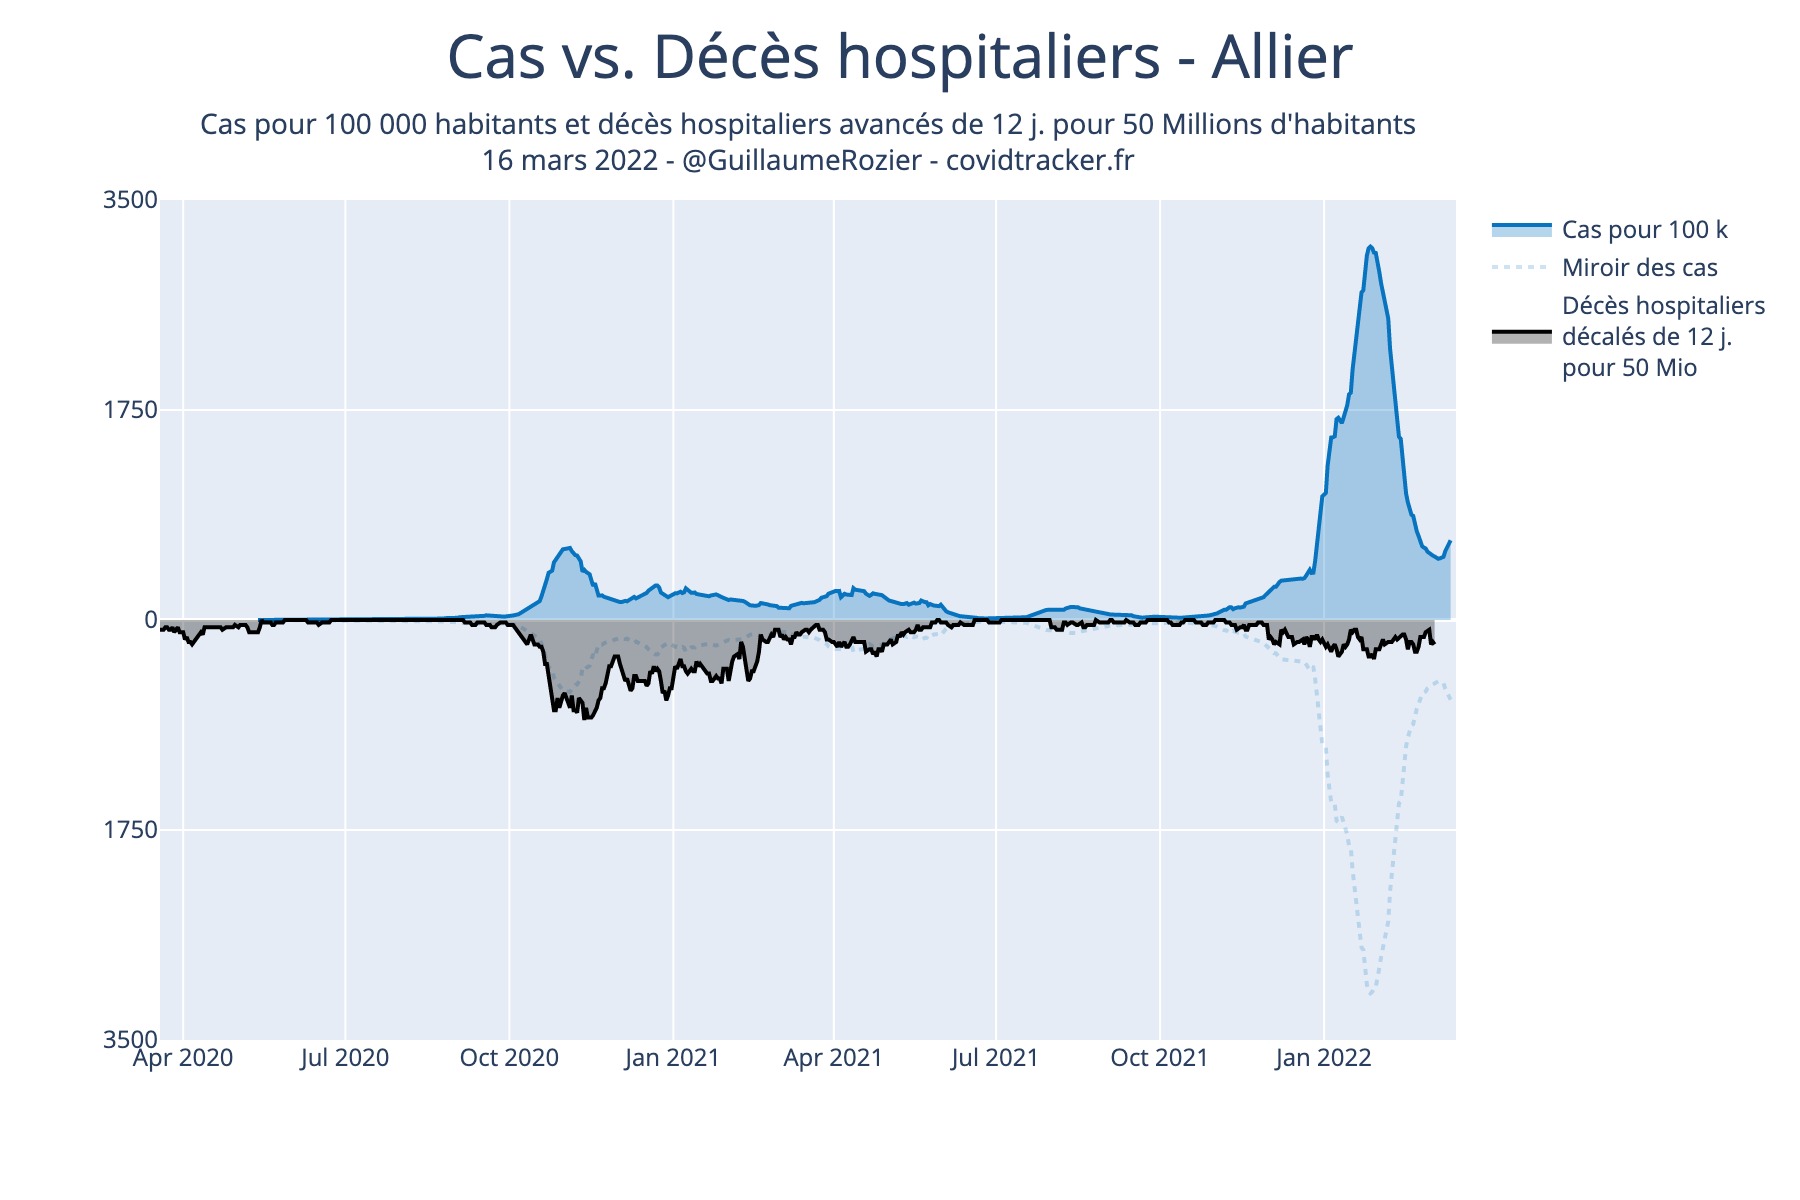 Cas vs. Décès hospitaliers - Allier
Cas pour 100 000 habitants et décès hospitaliers avancés de 12 j. pour 50 Millions d'habitants
16 mars 2022 - @GuillaumeRozier - covidtracker.fr
3500
1750
0
1750
3500
Apr 2020
Jul 2020
Oct 2020
Jan 2021
Apr 2021
Jul 2021
Oct 2021
Jan 2022
Cas pour 100 k
Miroir des cas
Décès hospitaliers
décalés de 12 j.
pour 50 Mio